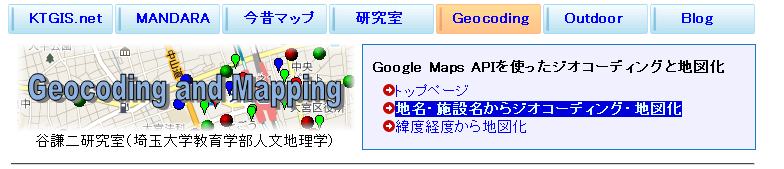 KTGIS.net MANDARA 今昔マップ 研究室 Geocoding Outdoor Blog
Geocoding and Mapping
谷謙二研究室(埼玉大学教育学部人文地理学)
Google Maps APIを使ったジオコーディングと地図化
トップページ
地名・施設名からジオコーディング・地図化
緯度経度から地図化